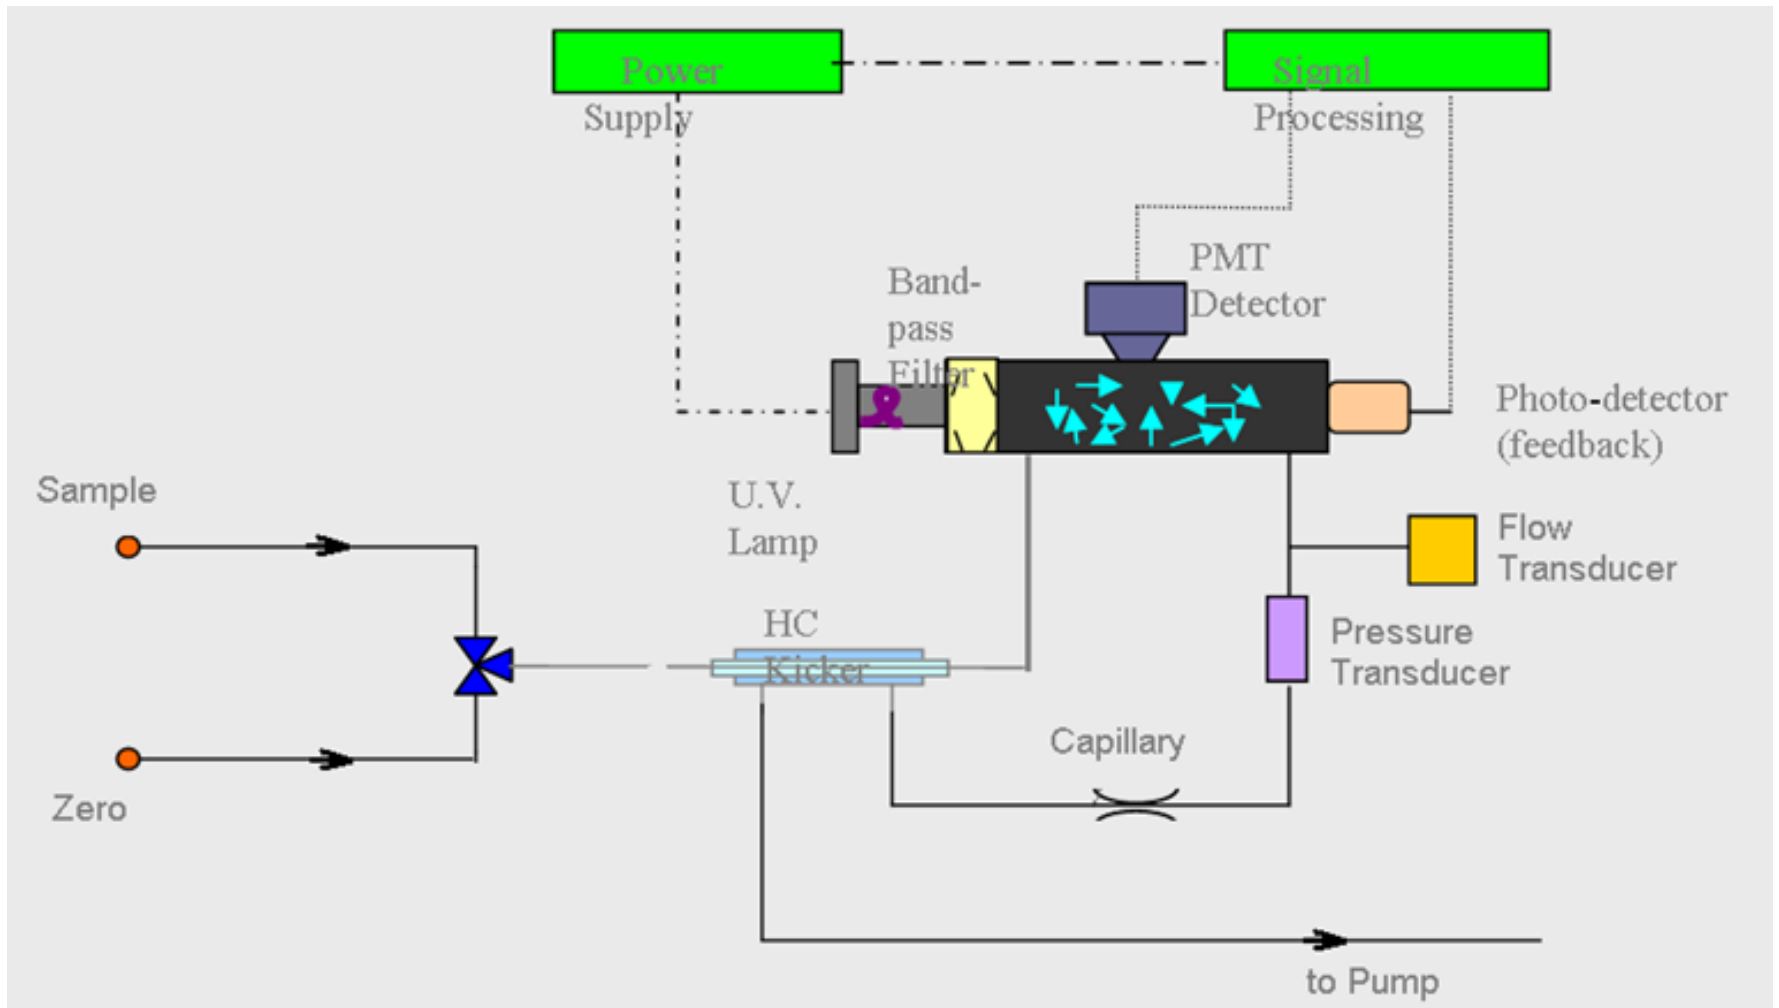 Power
Supply
Signal
Processing
PMT
Detector
Band-
pass
Filter
Photo-detector
(feedback)
Sample
U.V.
Lamp
Flow
Transducer
HC
Kicker
Pressure
Transducer
Capillary
Zero
to Pump